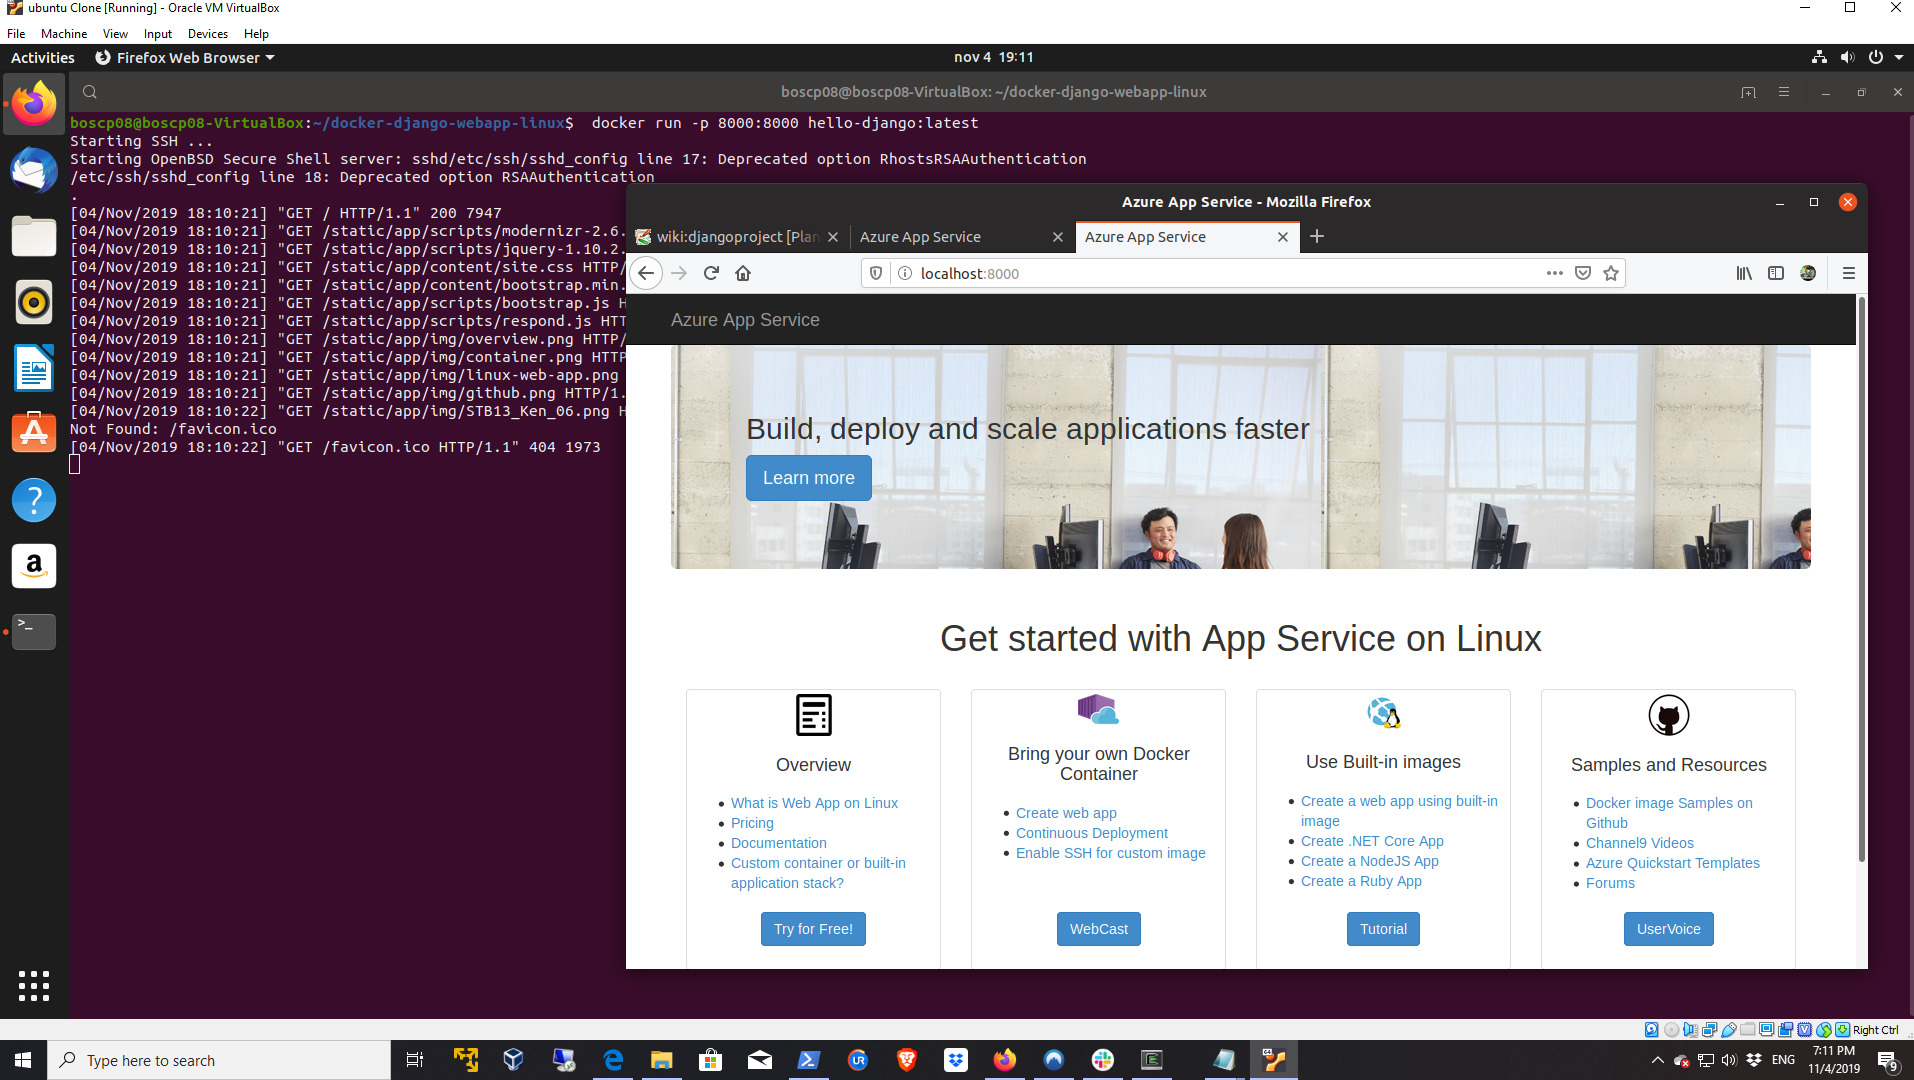 ubuntu Clone [Running] - Oracle VM VirtualBox
File Machine View Input Devices Help
Activities Firefox Web Browser nov 4 19:11
boscp08@boscp08-VirtualBox: ~/docker-django-webapp-linux
boscp08@boscp08-VirtualBox:~/docker-django-webapp-linux$ docker run -p 8000:8000 hello-django:latest
Starting SSH ...
Starting OpenBSD Secure Shell server: sshd/etc/ssh/sshd_config line 17: Deprecated option RhostsRSAAuthentication
/etc/ssh/sshd_config line 18: Deprecated option RSAAuthentication
.
[04/Nov/2019 18:10:21] "GET / HTTP/1.1" 200 7947
[04/Nov/2019 18:10:21] "GET /static/app/scripts/modernizr-2.6.
[04/Nov/2019 18:10:21] "GET /static/app/scripts/jquery-1.10.2.
[04/Nov/2019 18:10:21] "GET /static/app/content/site.css HTTP/
[04/Nov/2019 18:10:21] "GET /static/app/content/bootstrap.min.
[04/Nov/2019 18:10:21] "GET /static/app/scripts/bootstrap.js H
[04/Nov/2019 18:10:21] "GET /static/app/scripts/respond.js HTT
[04/Nov/2019 18:10:21] "GET /static/app/img/overview.png HTTP/
[04/Nov/2019 18:10:21] "GET /static/app/img/container.png HTTP
[04/Nov/2019 18:10:21] "GET /static/app/img/linux-web-app.png
[04/Nov/2019 18:10:21] "GET /static/app/img/github.png HTTP/1.
[04/Nov/2019 18:10:22] "GET /static/app/img/STB13_Ken_06.png H
Not Found: /favicon.ico
[04/Nov/2019 18:10:22] "GET /favicon.ico HTTP/1.1" 404 1973
Azure App Service - Mozilla Firefox
wiki:djangoproject [Plan
Azure App Service
Azure App Service
localhost:8000
Azure App Service
Build, deploy and scale applications faster
Learn more
Get started with App Service on Linux
Overview
What is Web App on Linux
Pricing
Documentation
Custom container or built-in
application stack?
Try for Free!
Bring your own Docker
Container
Create web app
Continuous Deployment
Enable SSH for custom image
WebCast
Use Built-in images
Create a web app using built-in
image
Create .NET Core App
Create a NodeJS App
Create a Ruby App
Tutorial
Samples and Resources
Docker image Samples on
Github
Channel9 Videos
Azure Quickstart Templates
Forums
UserVoice
Right Ctrl
Type here to search
ENG
7:11 PM
11/4/2019
9